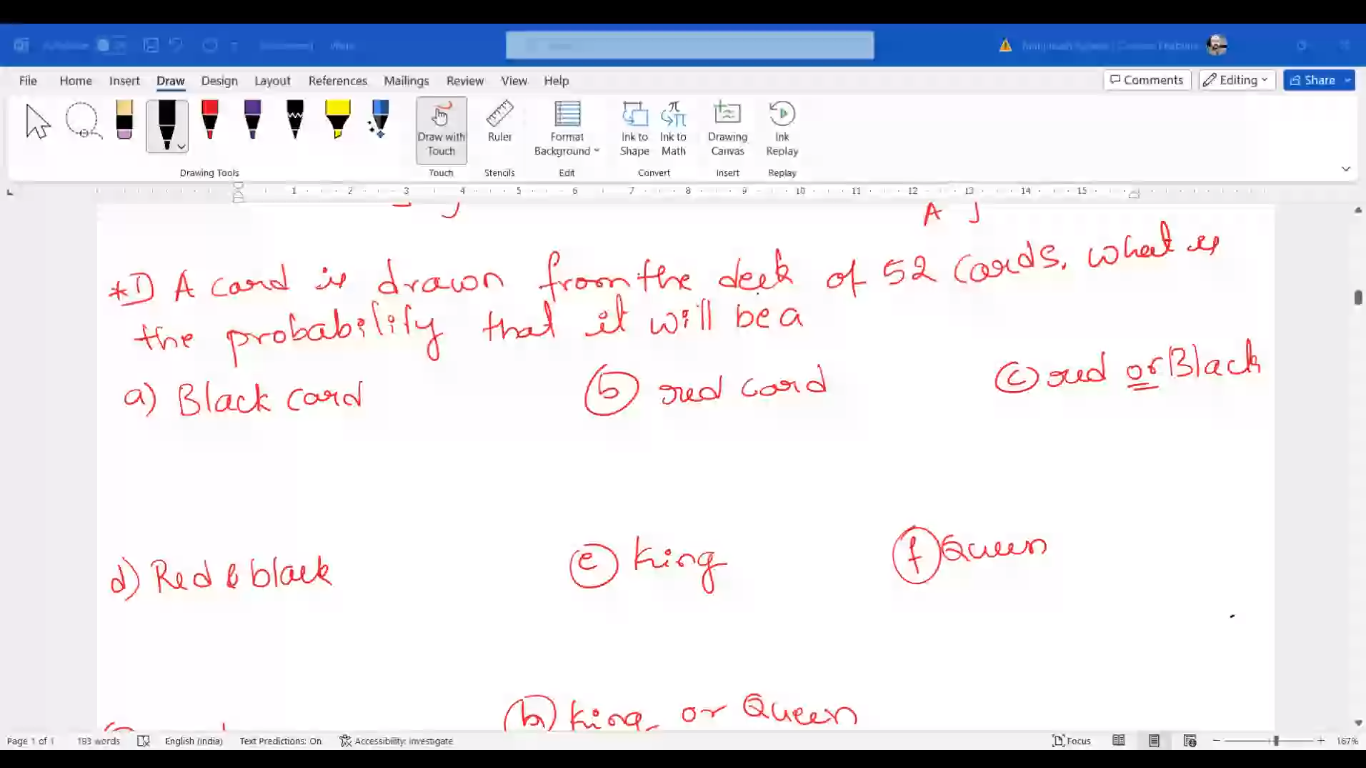 File Home Insert Draw Design Layout References Mailings Review View Help Comments Editing Share
Draw with Touch Ruler Format Background Ink to Shape Ink to Math Drawing Canvas Ink Replay
Drawing Tools Touch Stencils Edit Convert Insert Replay
1 2 3 4 5 6 7 8 9 10 11 12 13 14 15
A J
*1) A card is drawn from the deck of 52 cards. what is
the probability that it will be a
a) Black card (b) red card (c) red or Black
d) Red & black (e) king (f) Queen
(h) king or Queen
Page 1 of 1 193 words English (India) Text Predictions: On Accessibility: Investigate Focus 167%